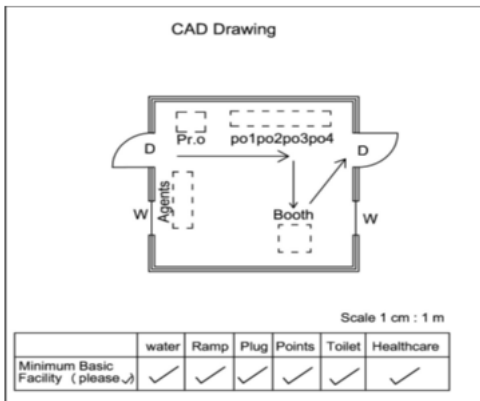 CAD Drawing
Pr.o po1po2po3po4
D D
Agents
W Booth W
Scale 1 cm : 1 m
water Ramp Plug Points Toilet Healthcare
Minimum Basic
Facility ( please ✓) ✓ ✓ ✓ ✓ ✓ ✓